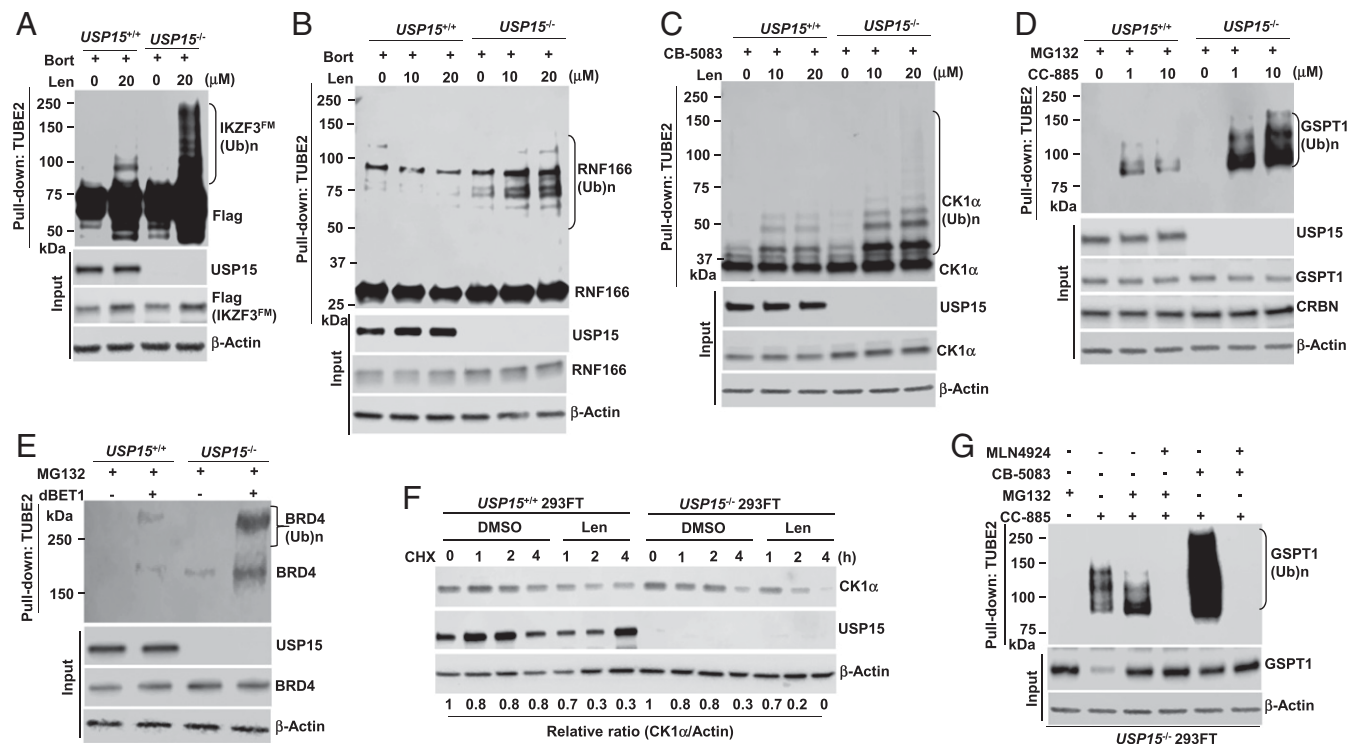 A
USP15+/+ USP15-/-
Bort + + + +
Len 0 20 0 20 (μM)
Pull-down: TUBE2
250
150
100
75
50
kDa
IKZF3FM
(Ub)n
Flag
Input
USP15
Flag
(IKZF3FM)
β-Actin
B
USP15+/+ USP15-/-
Bort + + + + + +
Len 0 10 20 0 10 20 (μM)
Pull-down: TUBE2
250
150
100
75
50
37
25
kDa
RNF166
(Ub)n
RNF166
Input
USP15
RNF166
β-Actin
C
USP15+/+ USP15-/-
CB-5083 + + + + + +
Len 0 10 20 0 10 20 (μM)
Pull-down: TUBE2
250
150
100
75
50
37
kDa
CK1α
(Ub)n
CK1α
Input
USP15
CK1α
β-Actin
D
USP15+/+ USP15-/-
MG132 + + + + + +
CC-885 0 1 10 0 1 10 (μM)
Pull-down: TUBE2
250
150
100
75
kDa
GSPT1
(Ub)n
Input
USP15
GSPT1
CRBN
β-Actin
E
USP15+/+ USP15-/-
MG132 + + + +
dBET1 - + - +
Pull-down: TUBE2
kDa
250
150
BRD4
(Ub)n
BRD4
Input
USP15
BRD4
β-Actin
F
USP15+/+ 293FT USP15-/- 293FT
DMSO Len DMSO Len
CHX 0 1 2 4 1 2 4 0 1 2 4 1 2 4 (h)
CK1α
USP15
β-Actin
1 0.8 0.8 0.8 0.7 0.3 0.3 1 0.8 0.8 0.3 0.7 0.2 0
Relative ratio (CK1α/Actin)
G
MLN4924 - - - + - +
CB-5083 - - - - + +
MG132 + - + + - -
CC-885 - + + + + +
Pull-down: TUBE2
250
150
100
75
kDa
GSPT1
(Ub)n
Input
GSPT1
β-Actin
USP15-/- 293FT